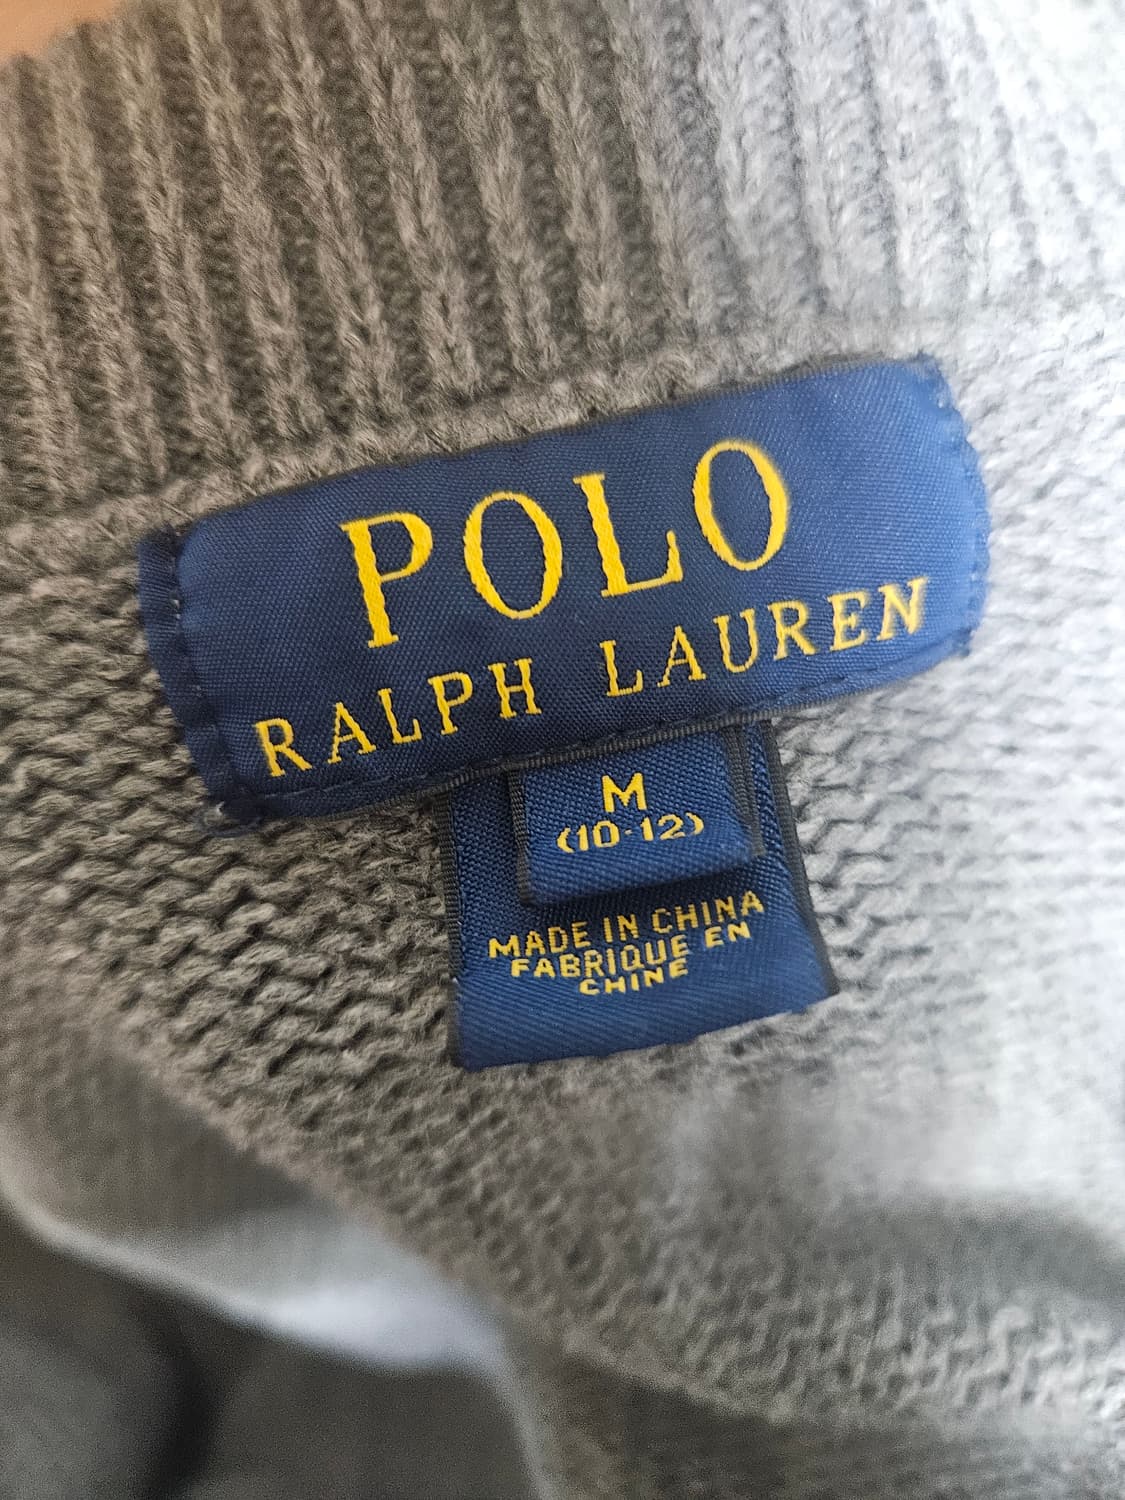 POLO
RALPH LAUREN
M
(10-12)
MADE IN CHINA
FABRIQUE EN
CHINE